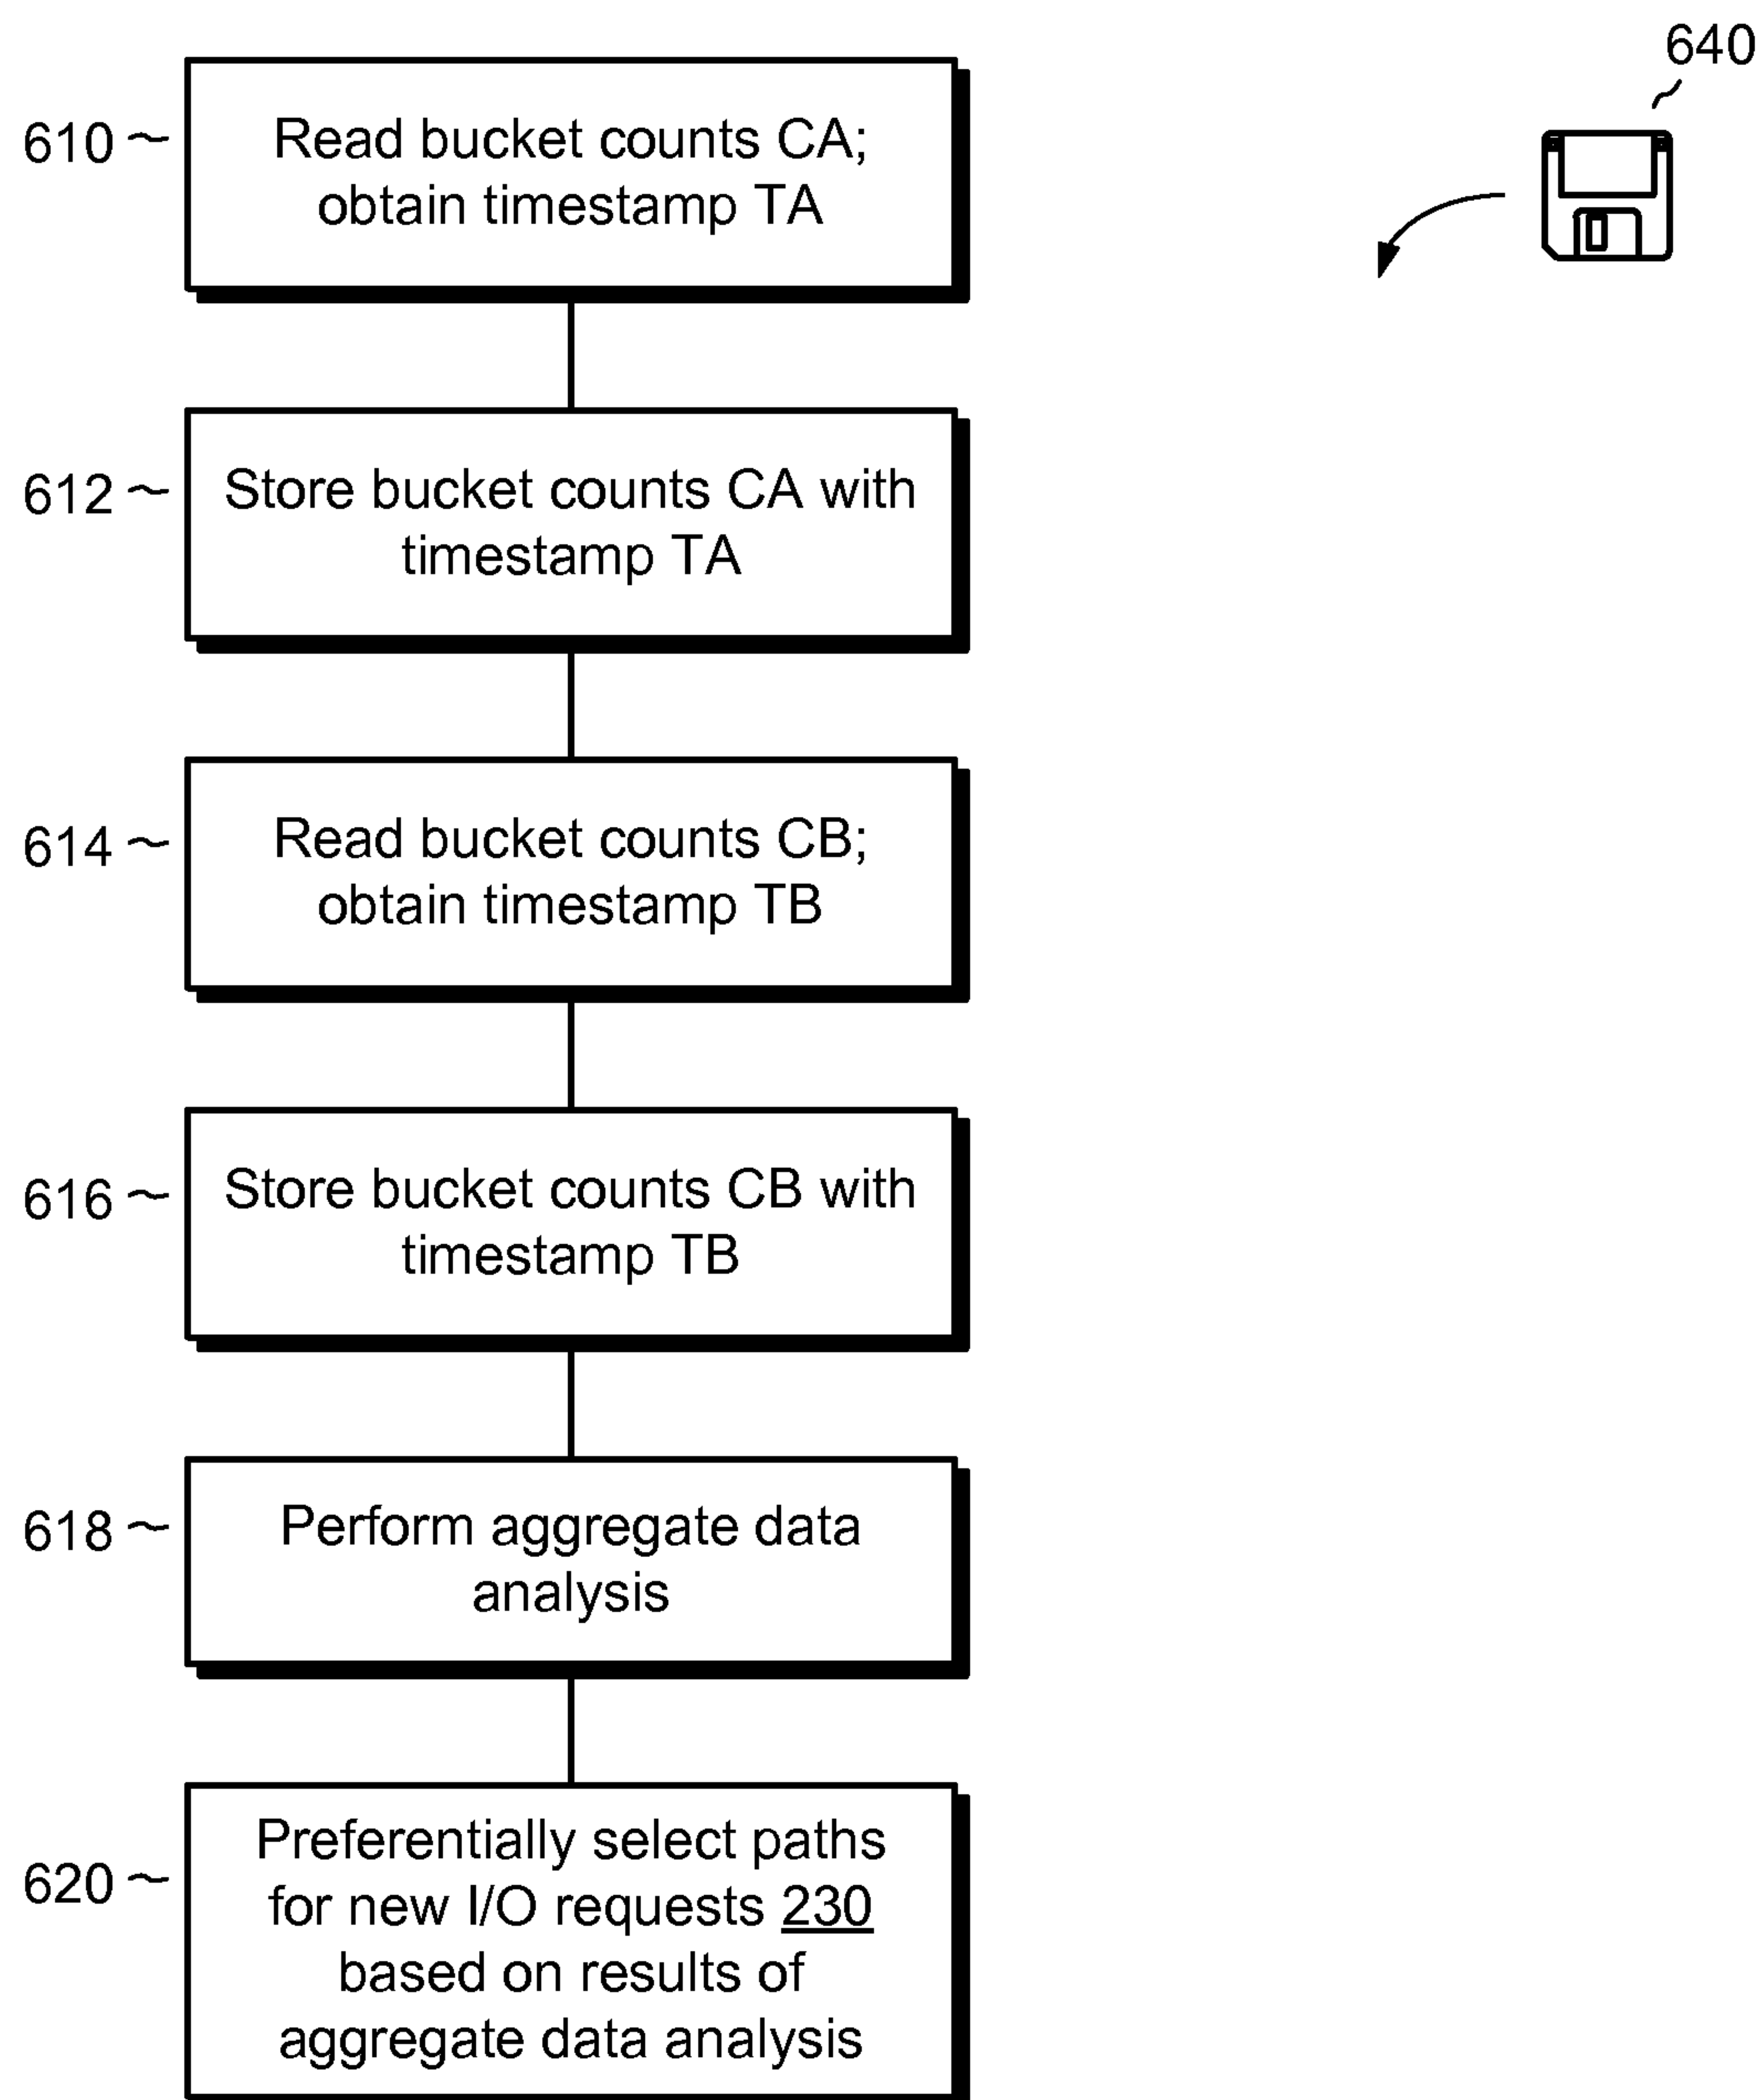 640
610
Read bucket counts CA;
obtain timestamp TA
612
Store bucket counts CA with
timestamp TA
614
Read bucket counts CB;
obtain timestamp TB
616
Store bucket counts CB with
timestamp TB
618
Perform aggregate data
analysis
620
Preferentially select paths
for new I/O requests 230
based on results of
aggregate data analysis